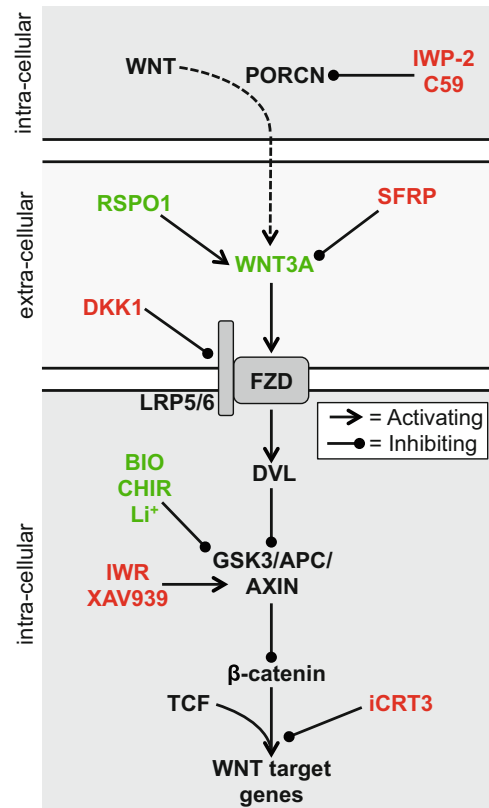 intra-cellular
WNT
PORCN
IWP-2
C59
extra-cellular
RSPO1
SFRP
WNT3A
DKK1
FZD
LRP5/6
= Activating
= Inhibiting
intra-cellular
DVL
BIO
CHIR
Li⁺
GSK3/APC/
AXIN
IWR
XAV939
β-catenin
TCF
iCRT3
WNT target
genes